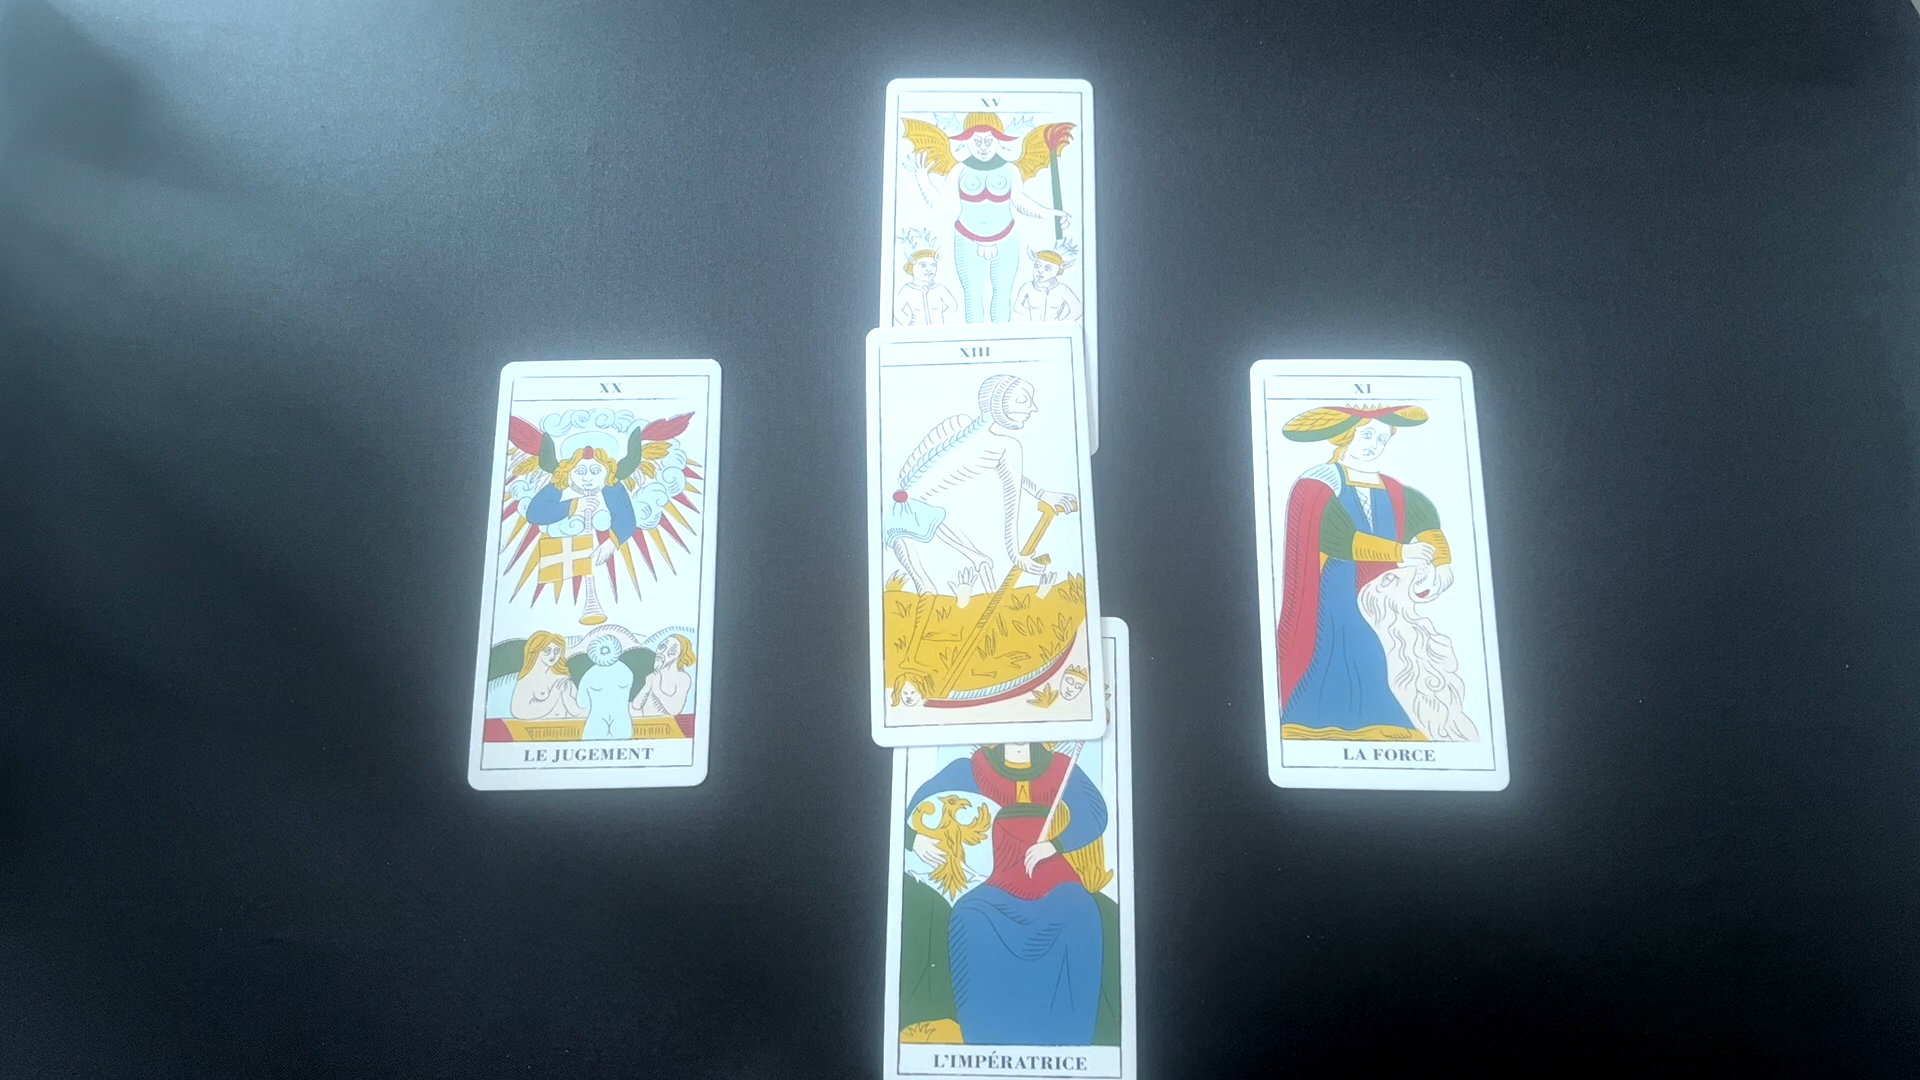 XV
XIII
XX
XI
LE JUGEMENT
LA FORCE
L'IMPÉRATRICE